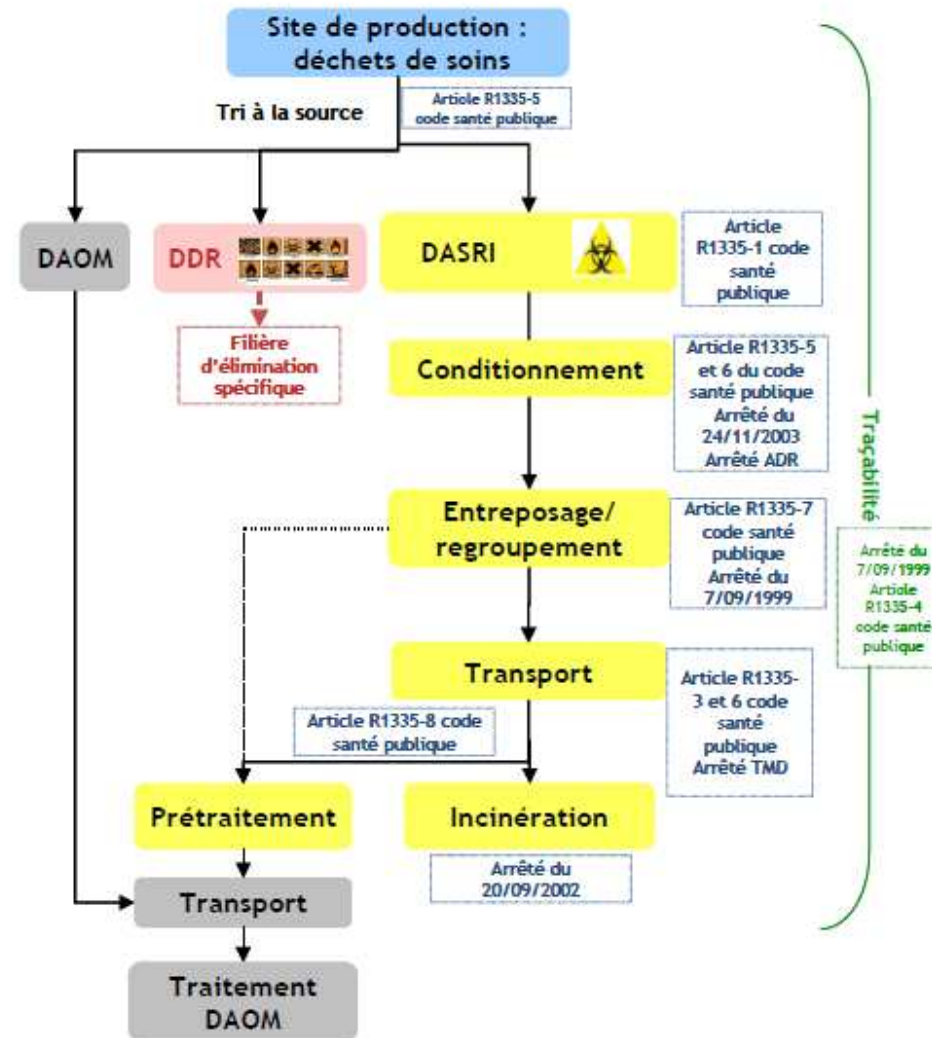 Site de production :
déchets de soins
Tri à la source
Article R1335-5
code santé publique
DAOM
DDR
DASRI
Article
R1335-1 code
santé
publique
Filière
d'élimination
spécifique
Conditionnement
Article R1335-5
et 6 du code
santé publique
Arrêté du
24/11/2003
Arrêté ADR
Traçabilité
Entreposage/
regroupement
Article R1335-7
code santé
publique
Arrêté du
7/09/1999
Arrêté du
7/09/1999
Article
R1335-4
code santé
publique
Transport
Article R1335-
3 et 6 code
santé
publique
Arrêté TMD
Article R1335-8 code
santé publique
Prétraitement
Incinération
Arrêté du
20/09/2002
Transport
Traitement
DAOM